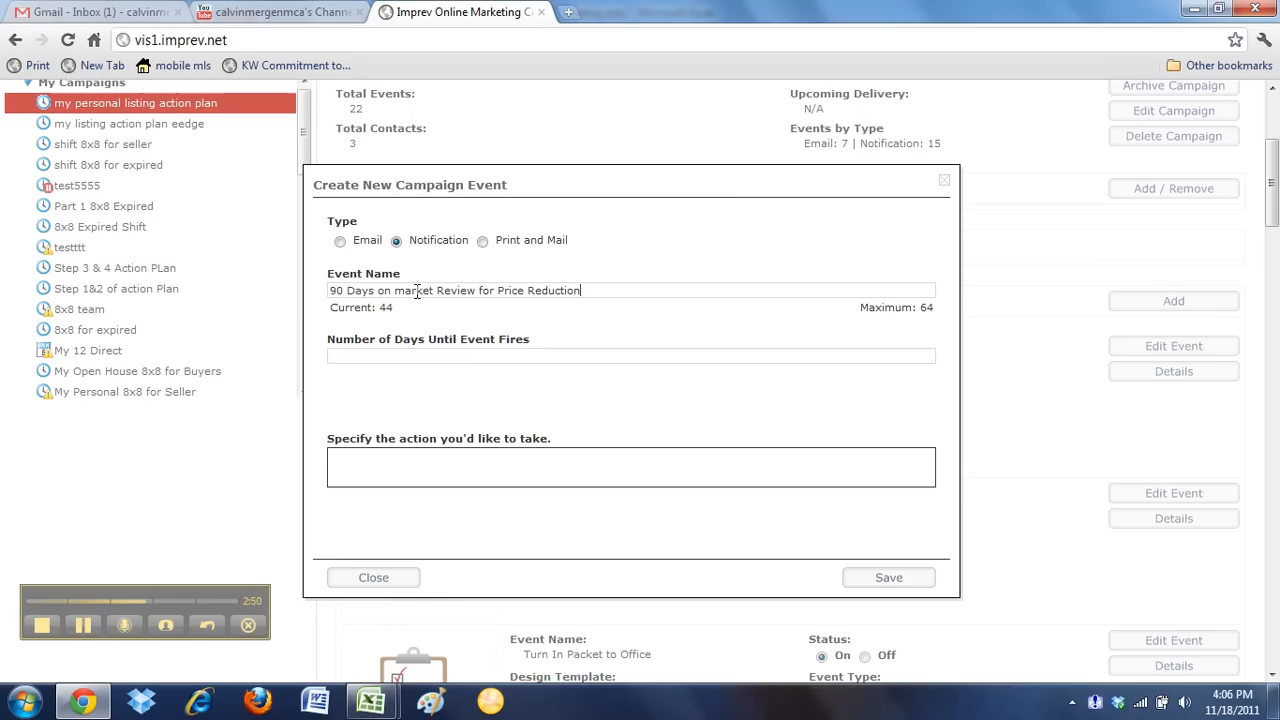 Gmail - Inbox (1) - calvinme
calvinmergenmca's Channe
Imprev Online Marketing C
vis1.imprev.net
Print
New Tab
mobile mls
KW Commitment to...
Other bookmarks
My Campaigns
my personal listing action plan
my listing action plan eedge
shift 8x8 for seller
shift 8x8 for expired
test5555
Part 1 8x8 Expired
8x8 Expired Shift
testttt
Step 3 & 4 Action PLan
Step 1&2 of action Plan
8x8 team
8x8 for expired
My 12 Direct
My Open House 8x8 for Buyers
My Personal 8x8 for Seller
Total Events:
22
Total Contacts:
3
Upcoming Delivery:
N/A
Events by Type
Email: 7 | Notification: 15
Archive Campaign
Edit Campaign
Delete Campaign
Add / Remove
Add
Edit Event
Details
Edit Event
Details
Create New Campaign Event
Type
Email
Notification
Print and Mail
Event Name
90 Days on market Review for Price Reduction
Current: 44
Maximum: 64
Number of Days Until Event Fires
Specify the action you'd like to take.
Close
Save
2:50
Event Name:
Turn In Packet to Office
Design Template:
Status:
On
Off
Event Type:
Edit Event
Details
4:06 PM
11/18/2011